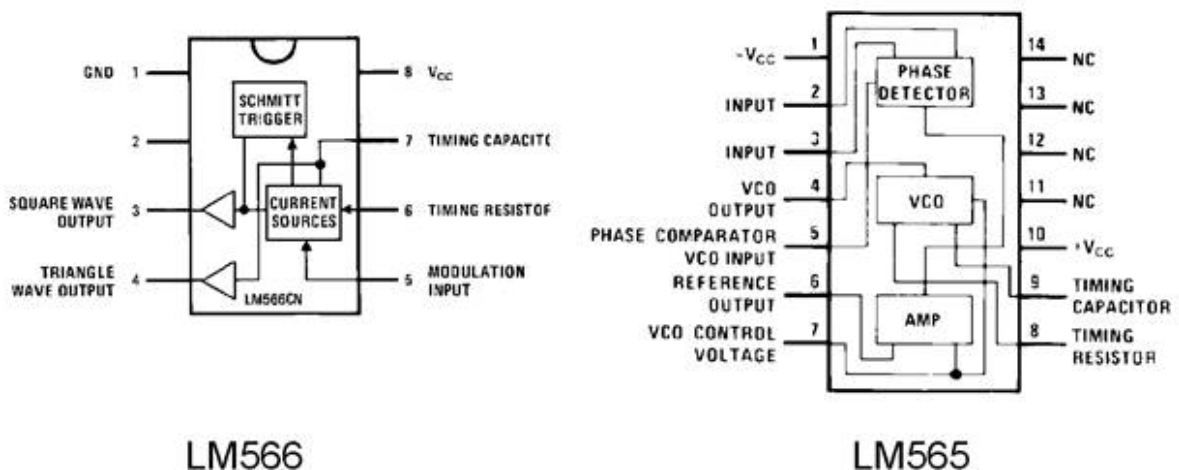 GND 1
8 VCC
SCHMITT
TRIGGER
2
7 TIMING CAPACITO
SQUARE WAVE
OUTPUT
3
CURRENT
SOURCES
6 TIMING RESISTOR
TRIANGLE
WAVE OUTPUT
4
5 MODULATION
INPUT
LM566CN
LM566
-VCC
1
PHASE
DETECTOR
14
NC
INPUT
2
13
NC
INPUT
3
12
NC
VCO
OUTPUT
4
VCO
11
NC
PHASE COMPARATOR
VCO INPUT
5
10
+VCC
REFERENCE
OUTPUT
6
AMP
9
TIMING
CAPACITOR
VCO CONTROL
VOLTAGE
7
8
TIMING
RESISTOR
LM565